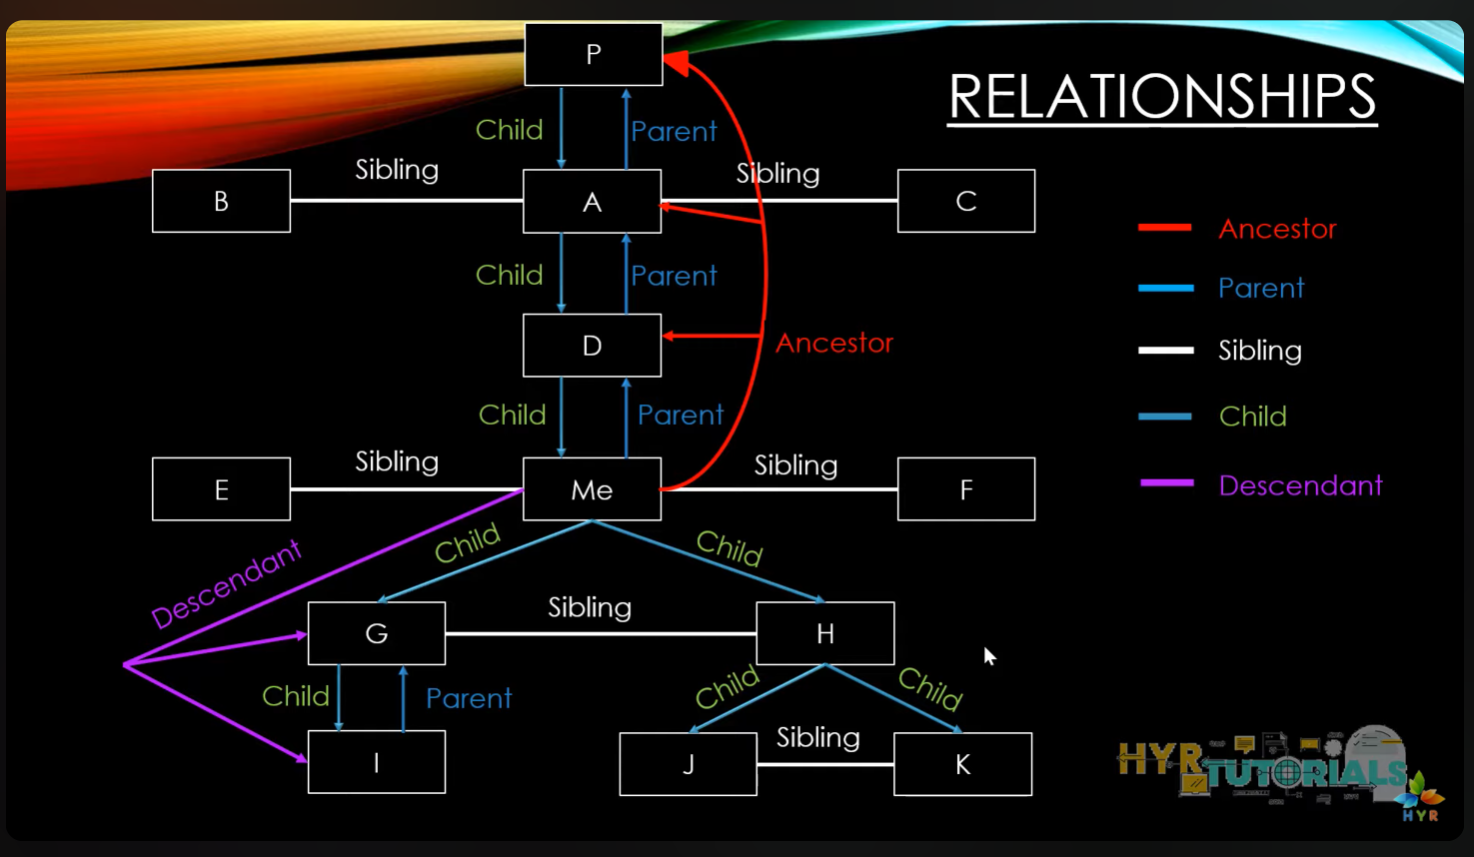 P
RELATIONSHIPS
Child
Parent
Sibling
Sibling
B
A
C
Ancestor
Child
Parent
Parent
D
Ancestor
Sibling
Child
Parent
Child
Sibling
Sibling
E
Me
F
Descendant
Child
Child
Descendant
Sibling
G
H
Child
Parent
Child
Child
Sibling
I
J
K
HYR
TUTORIALS
HYR